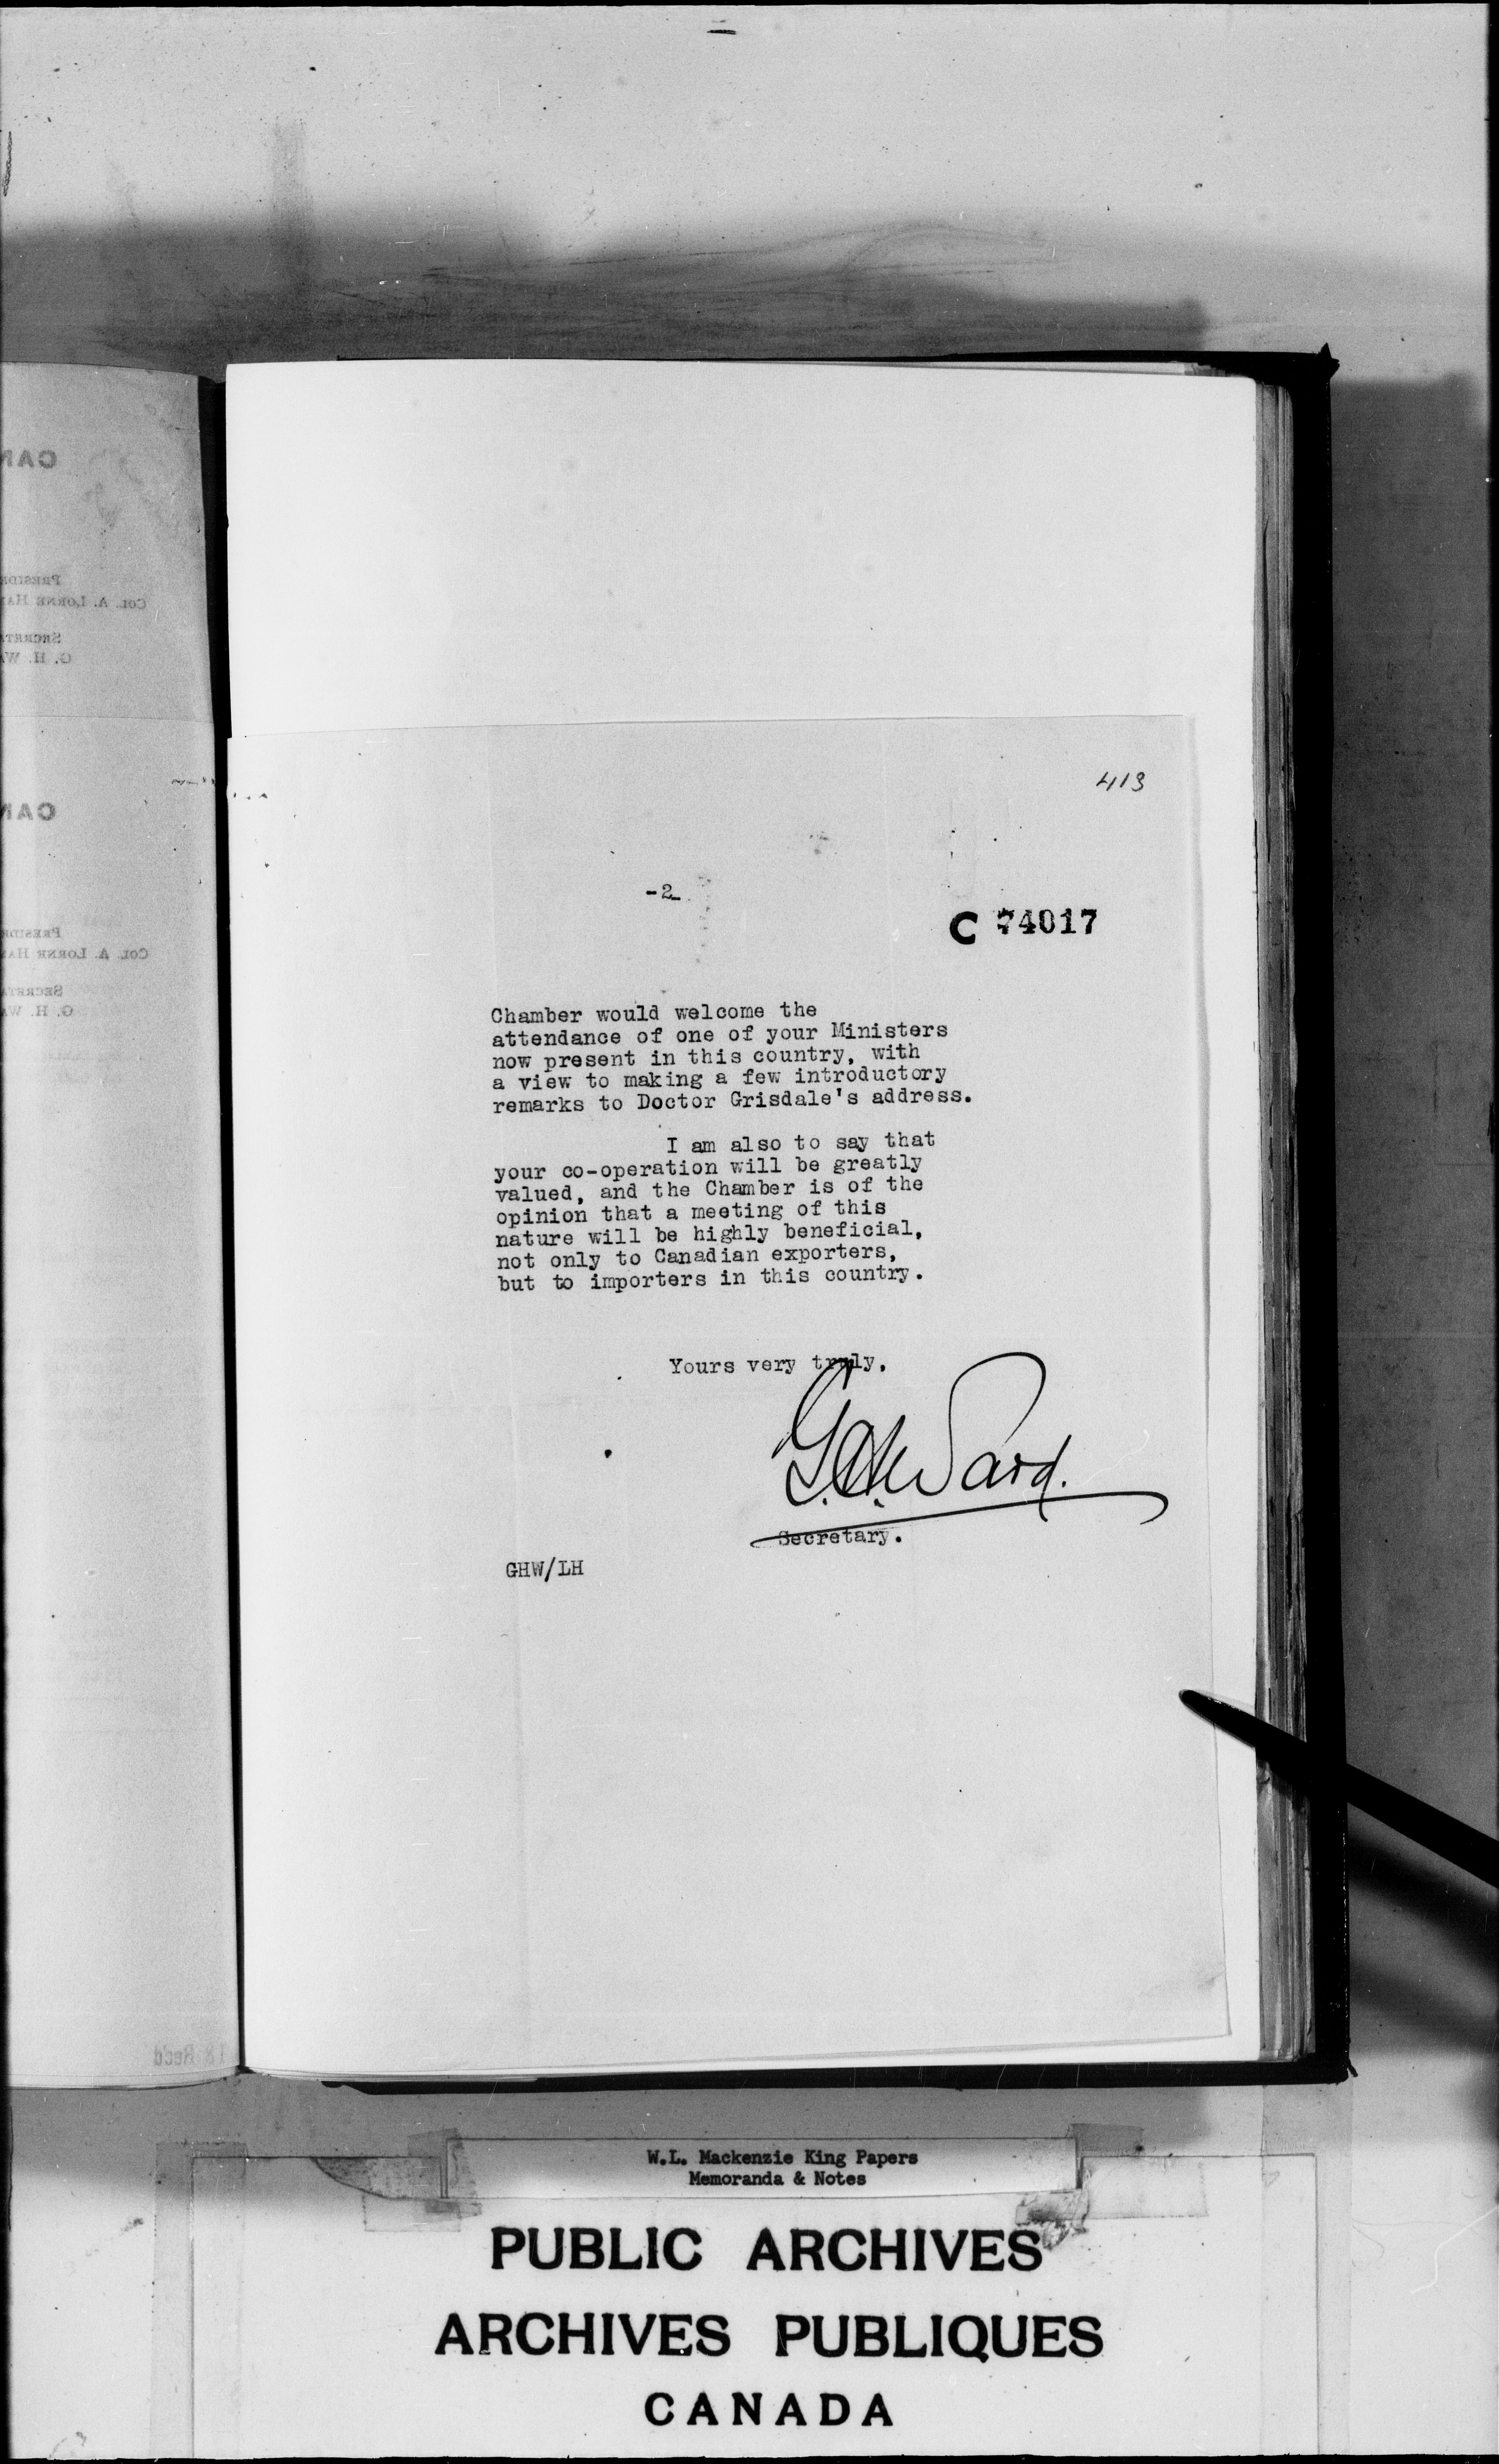 413
-2-
C 74017
Chamber would welcome the
attendance of one of your Ministers
now present in this country, with
a view to making a few introductory
remarks to Doctor Grisdale's address.
I am also to say that
your co-operation will be greatly
valued, and the Chamber is of the
opinion that a meeting of this
nature will be highly beneficial,
not only to Canadian exporters,
but to importers in this country.
Yours very truly,
G.H. Ward.
Secretary.
GHW/LH
W.L. Mackenzie King Papers
Memoranda & Notes
PUBLIC ARCHIVES
ARCHIVES PUBLIQUES
CANADA